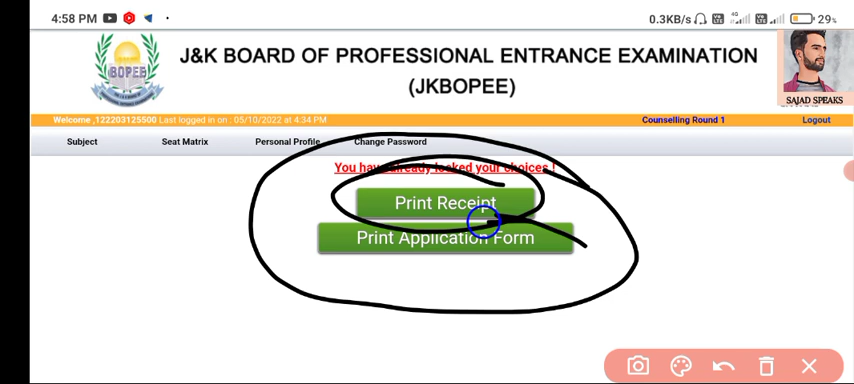 4:58 PM
0.3KB/s 4G 29%
BOPEE
J&K BOARD OF PROFESSIONAL ENTRANCE EXAMINATION
(JKBOPEE)
SAJAD SPEAKS
Welcome ,122203125500 Last logged in on : 05/10/2022 at 4:34 PM Counselling Round 1 Logout
Subject Seat Matrix Personal Profile Change Password
You have already locked your choices !
Print Receipt
Print Application Form